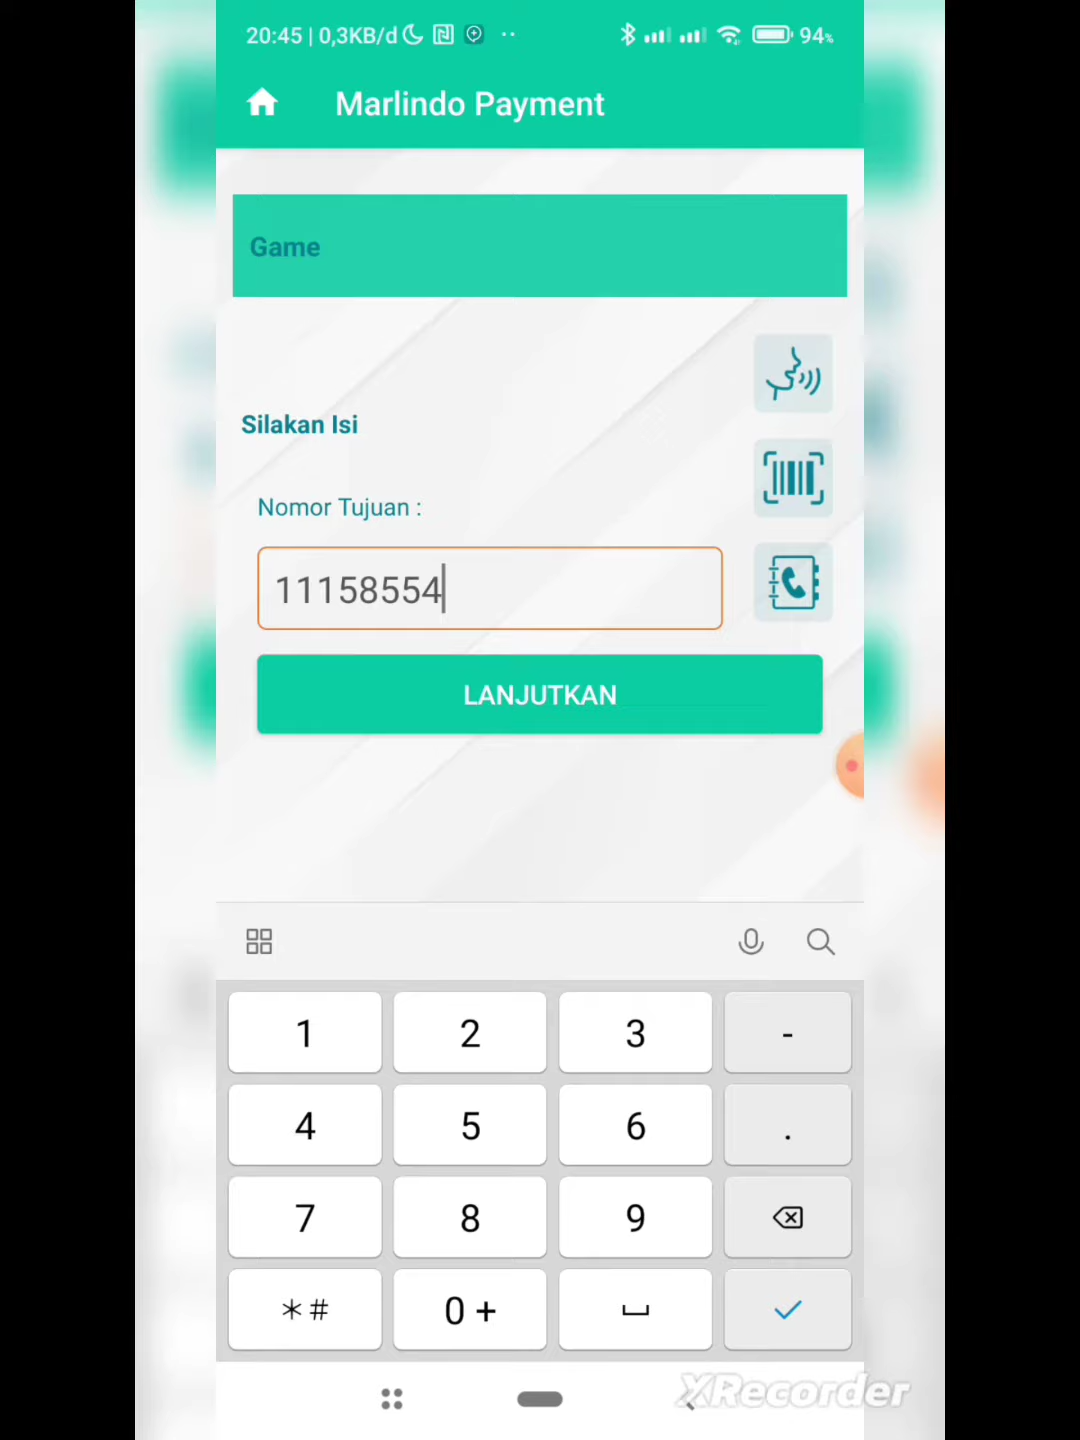 20:45 | 0,3KB/d 94%
Marlindo Payment
Game
Silakan Isi
Nomor Tujuan :
11158554
LANJUTKAN
1 2 3 -
4 5 6 .
7 8 9
*# 0 +
XRecorder